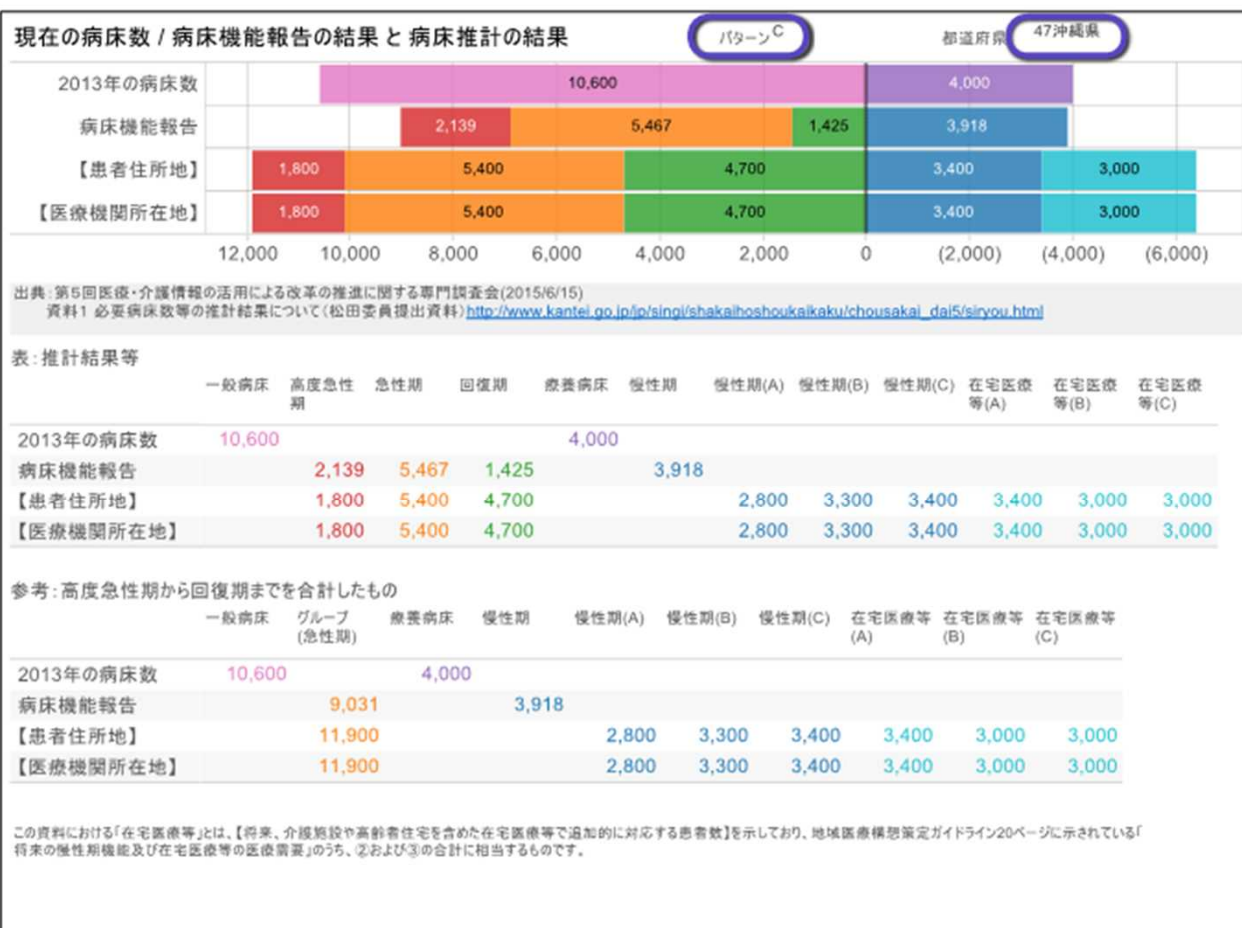 現在の病床数 / 病床機能報告の結果 と 病床推計の結果 パターンC 都道府県 47沖縄県
2013年の病床数 10,600 4,000
病床機能報告 2,139 5,467 1,425 3,918
【患者住所地】 1,800 5,400 4,700 3,400 3,000
【医療機関所在地】 1,800 5,400 4,700 3,400 3,000
12,000 10,000 8,000 6,000 4,000 2,000 0 (2,000) (4,000) (6,000)
出典:第5回医療・介護情報の活用による改革の推進に関する専門調査会(2015/6/15)
資料1 必要病床数等の推計結果について(松田委員提出資料)http://www.kantei.go.jp/jp/singi/shakaihoshoukaikaku/chousakai_dai5/siryou.html
表:推計結果等
一般病床 高度急性 急性期 回復期 療養病床 慢性期 慢性期(A) 慢性期(B) 慢性期(C) 在宅医療 在宅医療 在宅医療
期 等(A) 等(B) 等(C)
2013年の病床数 10,600 4,000
病床機能報告 2,139 5,467 1,425 3,918
【患者住所地】 1,800 5,400 4,700 2,800 3,300 3,400 3,400 3,000 3,000
【医療機関所在地】 1,800 5,400 4,700 2,800 3,300 3,400 3,400 3,000 3,000
参考:高度急性期から回復期までを合計したもの
一般病床 グループ 療養病床 慢性期 慢性期(A) 慢性期(B) 慢性期(C) 在宅医療等 在宅医療等 在宅医療等
(急性期) (A) (B) (C)
2013年の病床数 10,600 4,000
病床機能報告 9,031 3,918
【患者住所地】 11,900 2,800 3,300 3,400 3,400 3,000 3,000
【医療機関所在地】 11,900 2,800 3,300 3,400 3,400 3,000 3,000
この資料における「在宅医療等」とは、【将来、介護施設や高齢者住宅を含めた在宅医療等で追加的に対応する患者数】を示しており、地域医療構想策定ガイドライン20ページに示されている「
将来の慢性期機能及び在宅医療等の医療需要」のうち、②および③の合計に相当するものです。